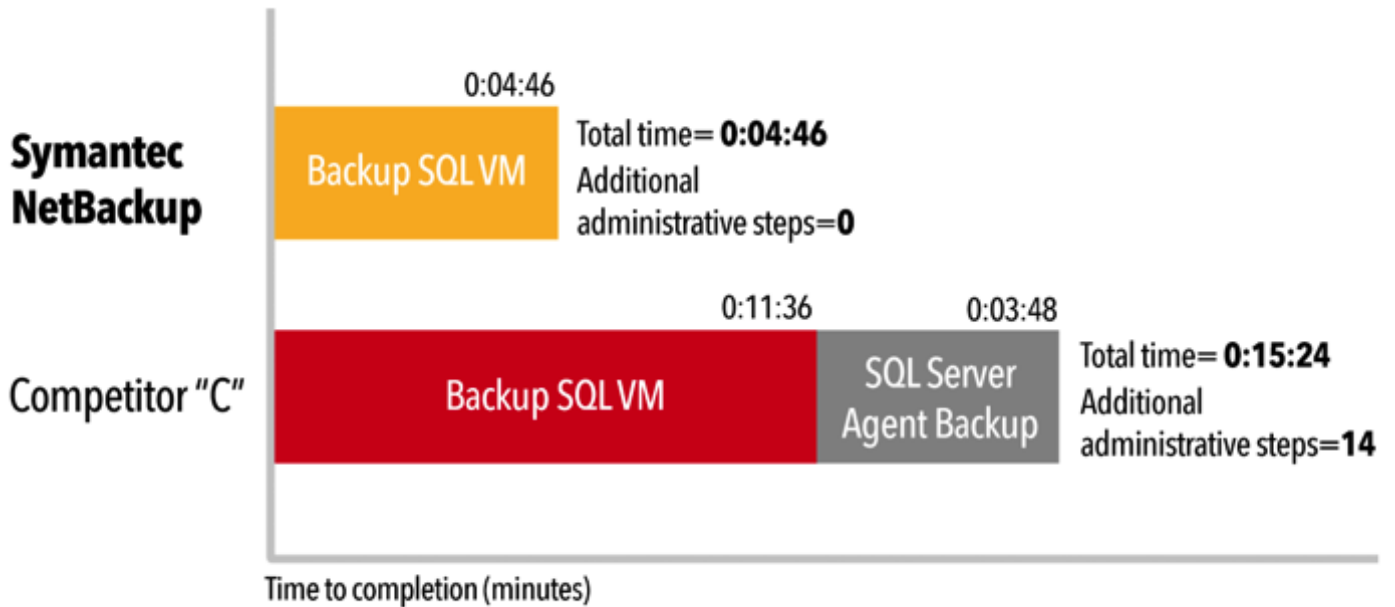 0:04:46
Symantec
NetBackup
Backup SQL VM
Total time= 0:04:46
Additional
administrative steps=0
0:11:36
0:03:48
Competitor "C"
Backup SQL VM
SQL Server
Agent Backup
Total time= 0:15:24
Additional
administrative steps=14
Time to completion (minutes)